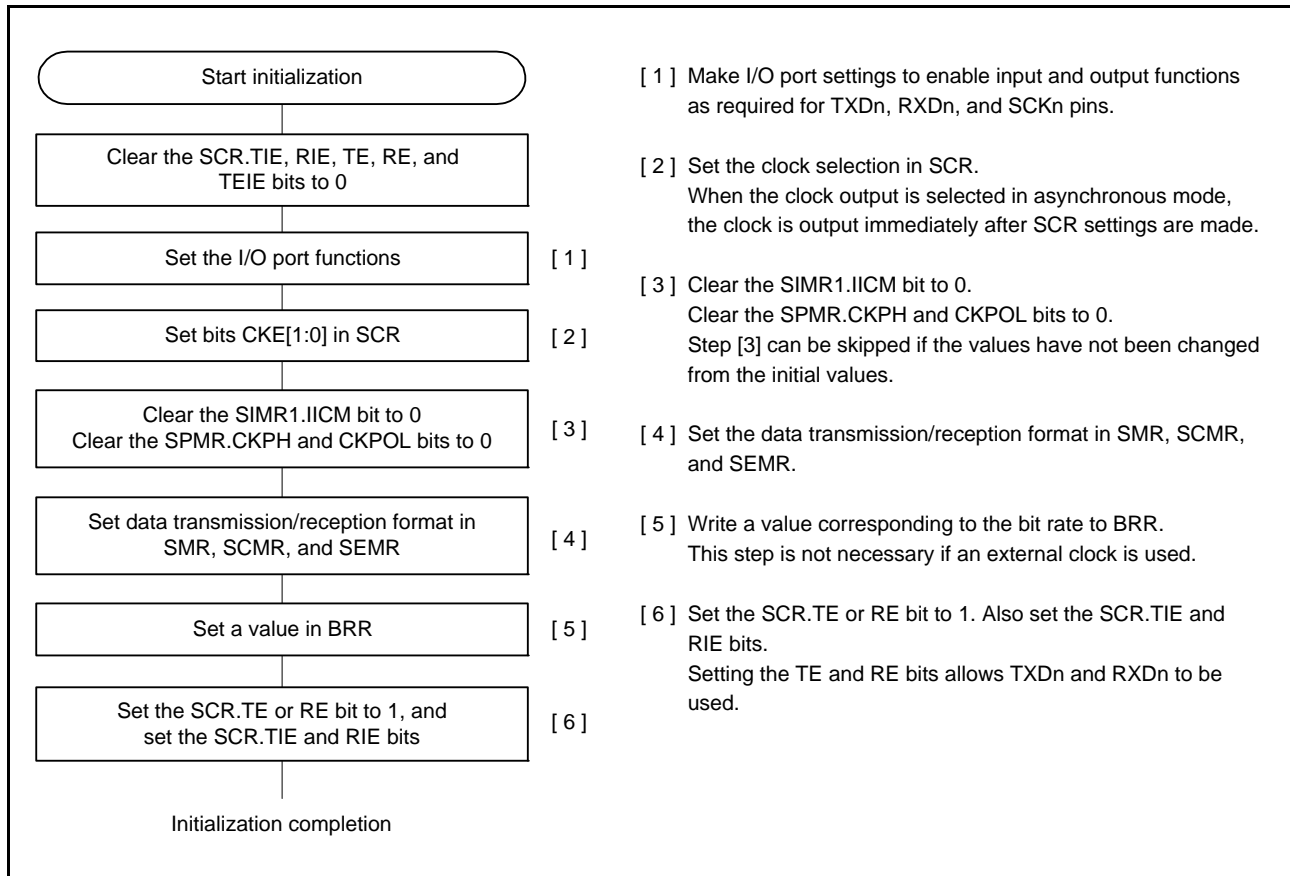 Start initialization
Clear the SCR.TIE, RIE, TE, RE, and
TEIE bits to 0
Set the I/O port functions
[ 1 ]
Set bits CKE[1:0] in SCR
[ 2 ]
Clear the SIMR1.IICM bit to 0
Clear the SPMR.CKPH and CKPOL bits to 0
[ 3 ]
Set data transmission/reception format in
SMR, SCMR, and SEMR
[ 4 ]
Set a value in BRR
[ 5 ]
Set the SCR.TE or RE bit to 1, and
set the SCR.TIE and RIE bits
[ 6 ]
Initialization completion
[ 1 ] Make I/O port settings to enable input and output functions
as required for TXDn, RXDn, and SCKn pins.
[ 2 ] Set the clock selection in SCR.
When the clock output is selected in asynchronous mode,
the clock is output immediately after SCR settings are made.
[ 3 ] Clear the SIMR1.IICM bit to 0.
Clear the SPMR.CKPH and CKPOL bits to 0.
Step [3] can be skipped if the values have not been changed
from the initial values.
[ 4 ] Set the data transmission/reception format in SMR, SCMR,
and SEMR.
[ 5 ] Write a value corresponding to the bit rate to BRR.
This step is not necessary if an external clock is used.
[ 6 ] Set the SCR.TE or RE bit to 1. Also set the SCR.TIE and
RIE bits.
Setting the TE and RE bits allows TXDn and RXDn to be
used.